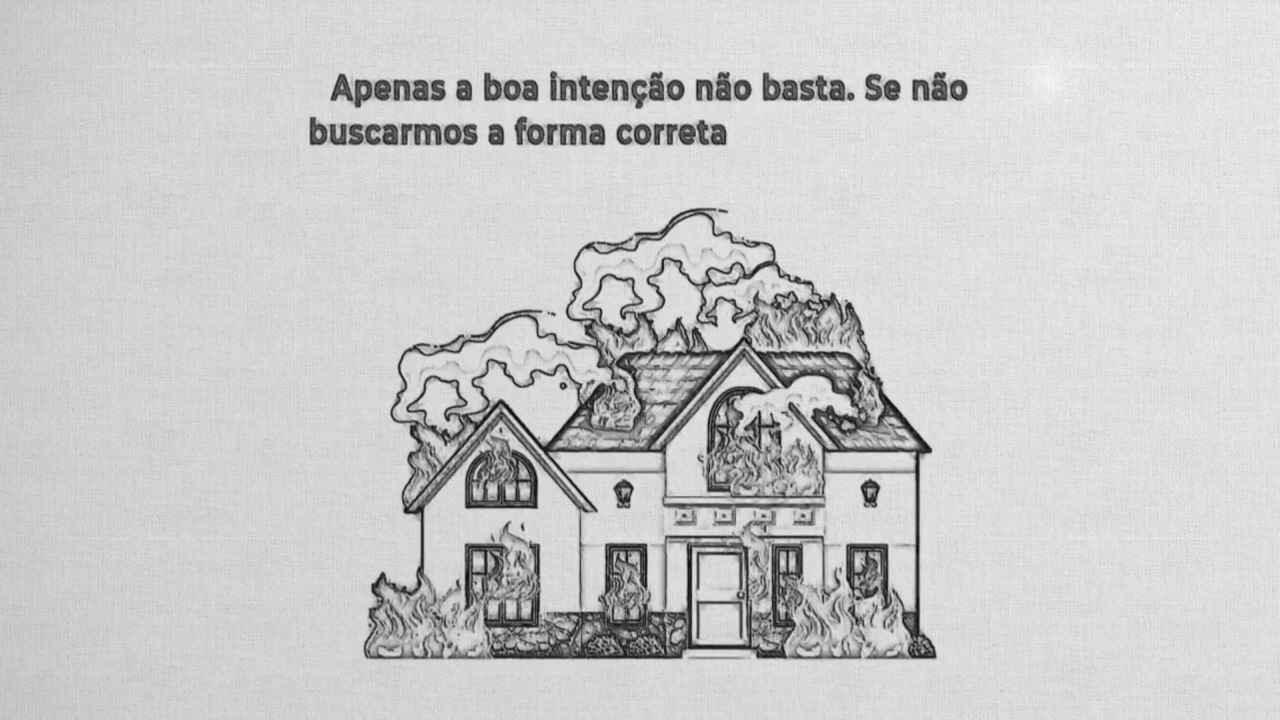 Apenas a boa intenção não basta. Se não
buscarmos a forma correta